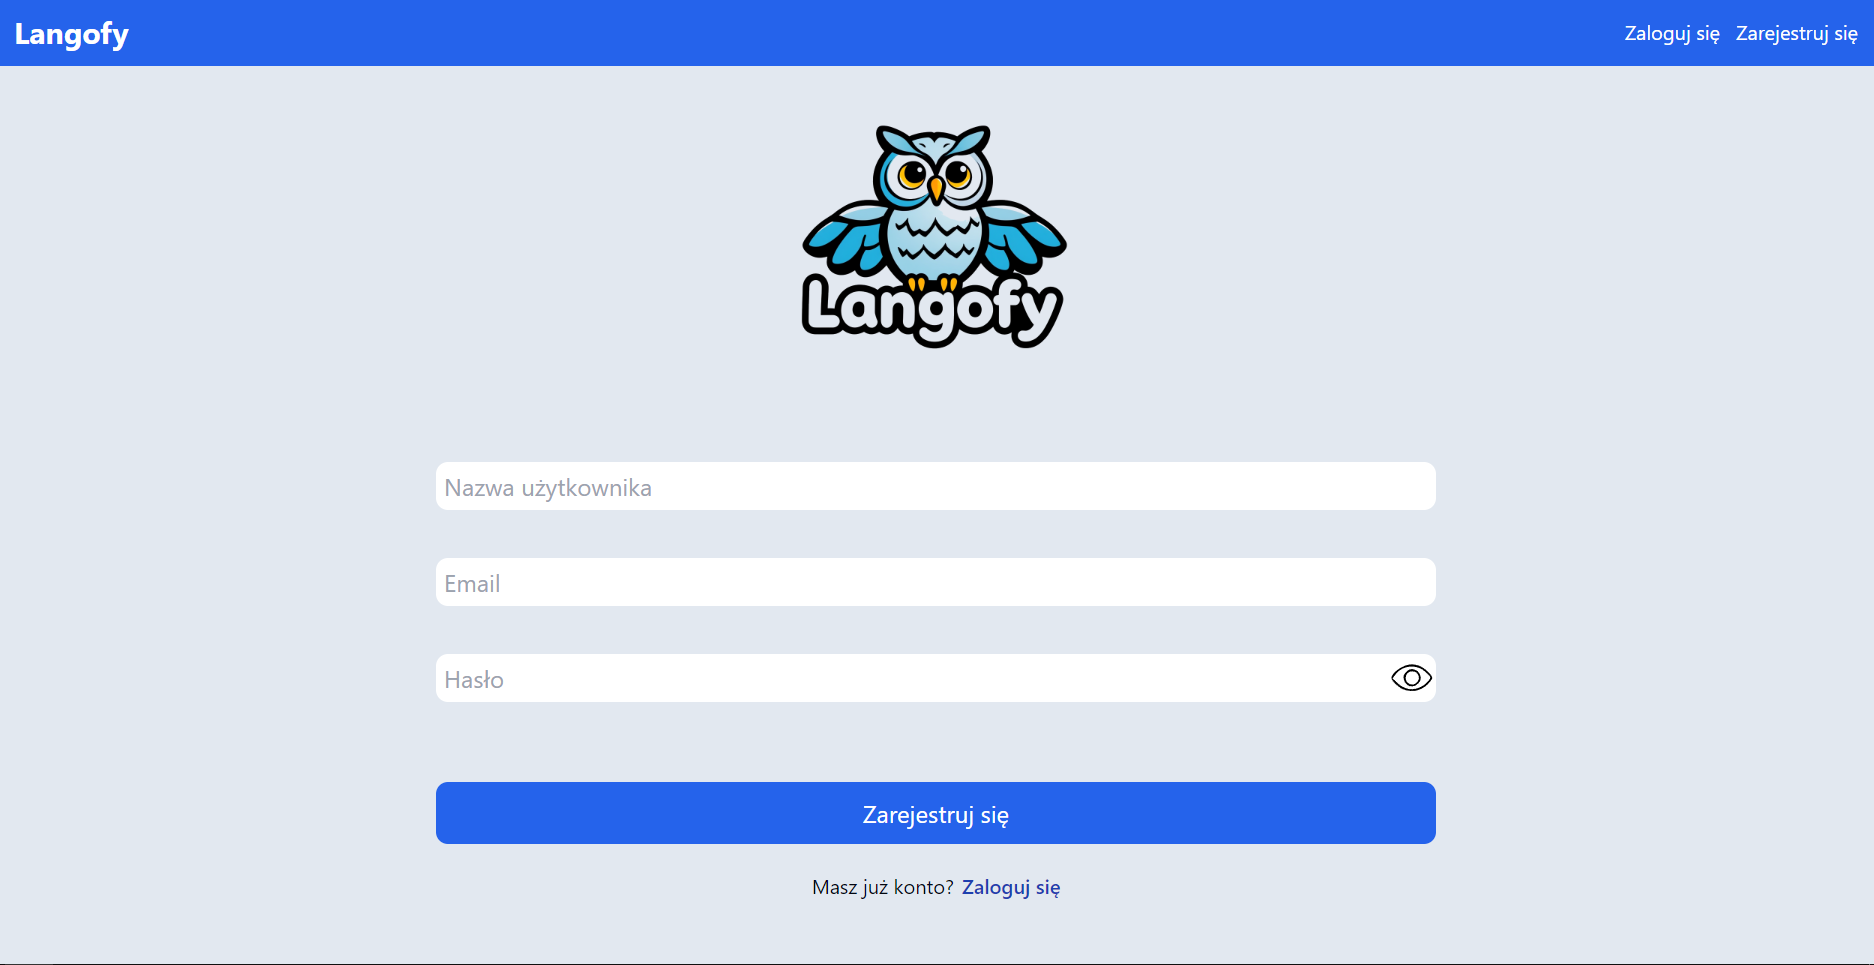 Langofy
Zaloguj się Zarejestruj się
Langofy
Nazwa użytkownika
Email
Hasło
Zarejestruj się
Masz już konto? Zaloguj się